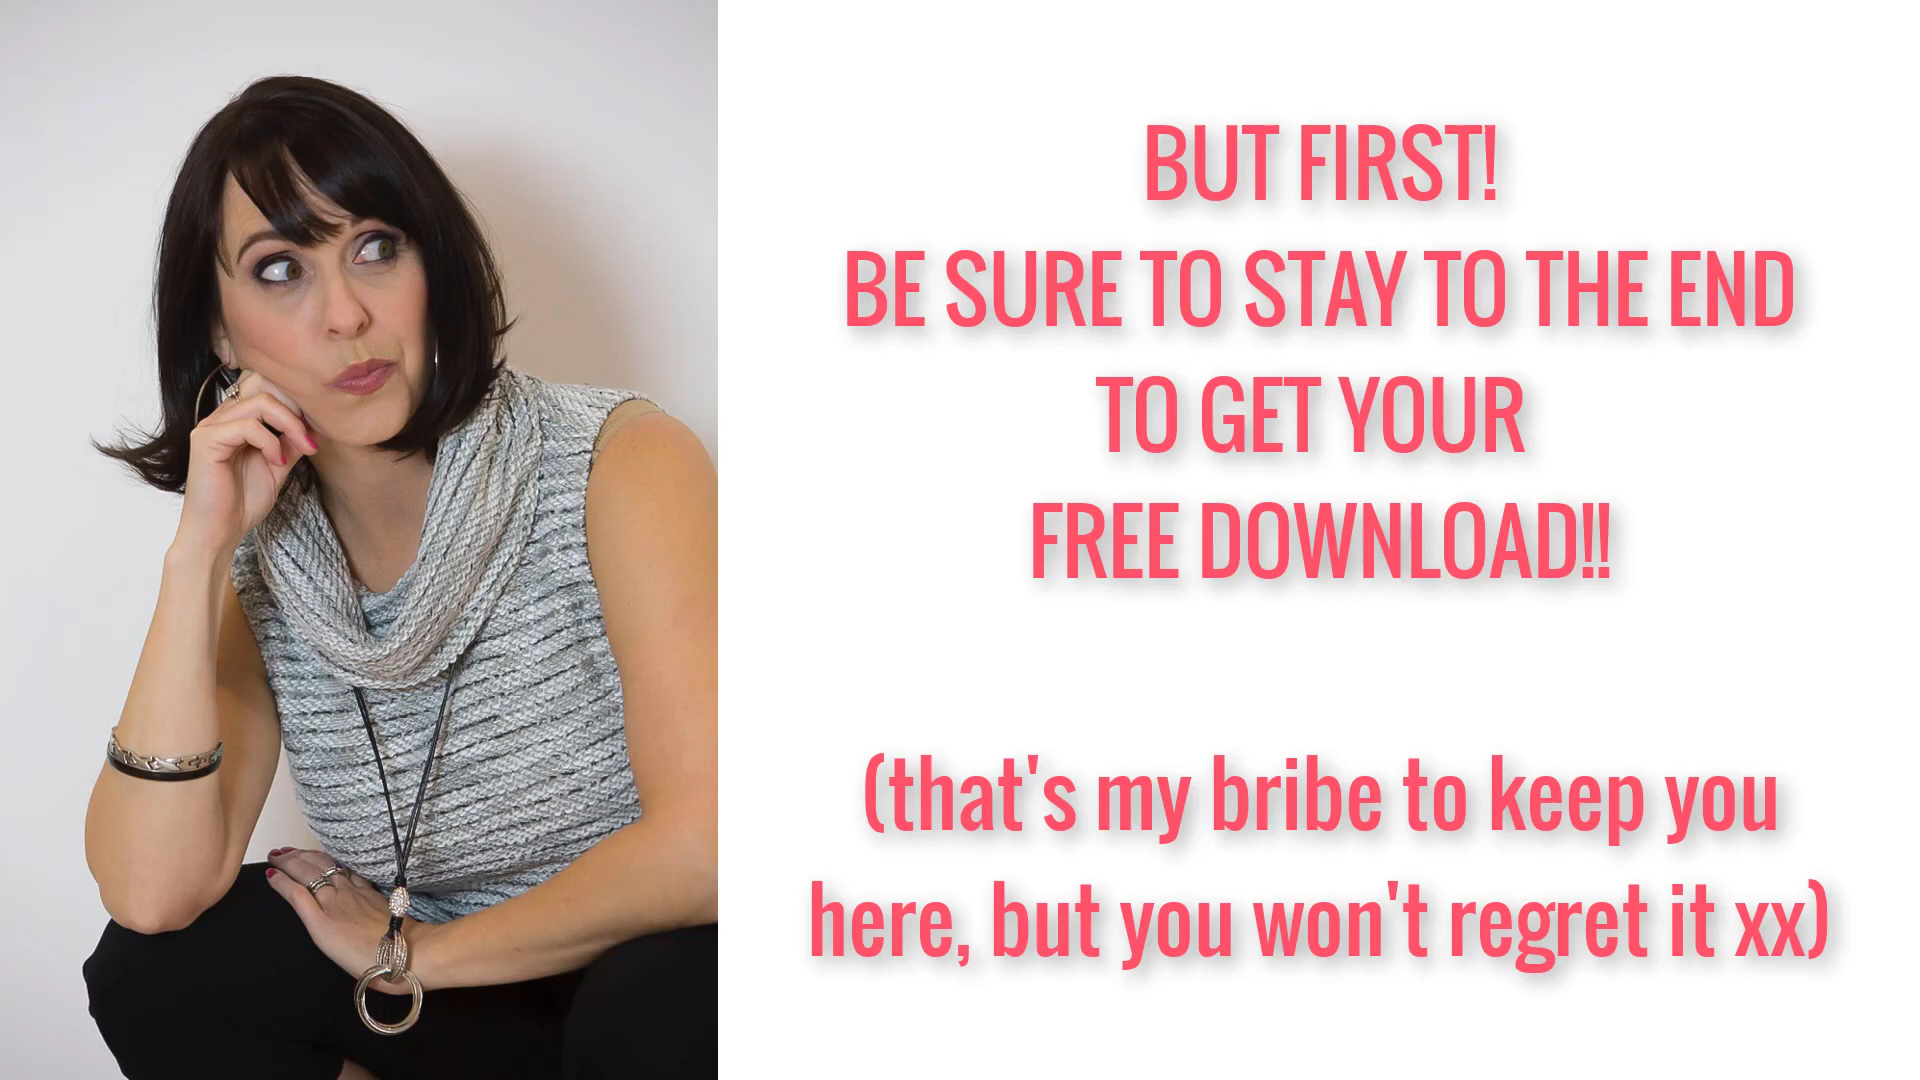 BUT FIRST!
BE SURE TO STAY TO THE END
TO GET YOUR
FREE DOWNLOAD!!
(that's my bribe to keep you
here, but you won't regret it xx)